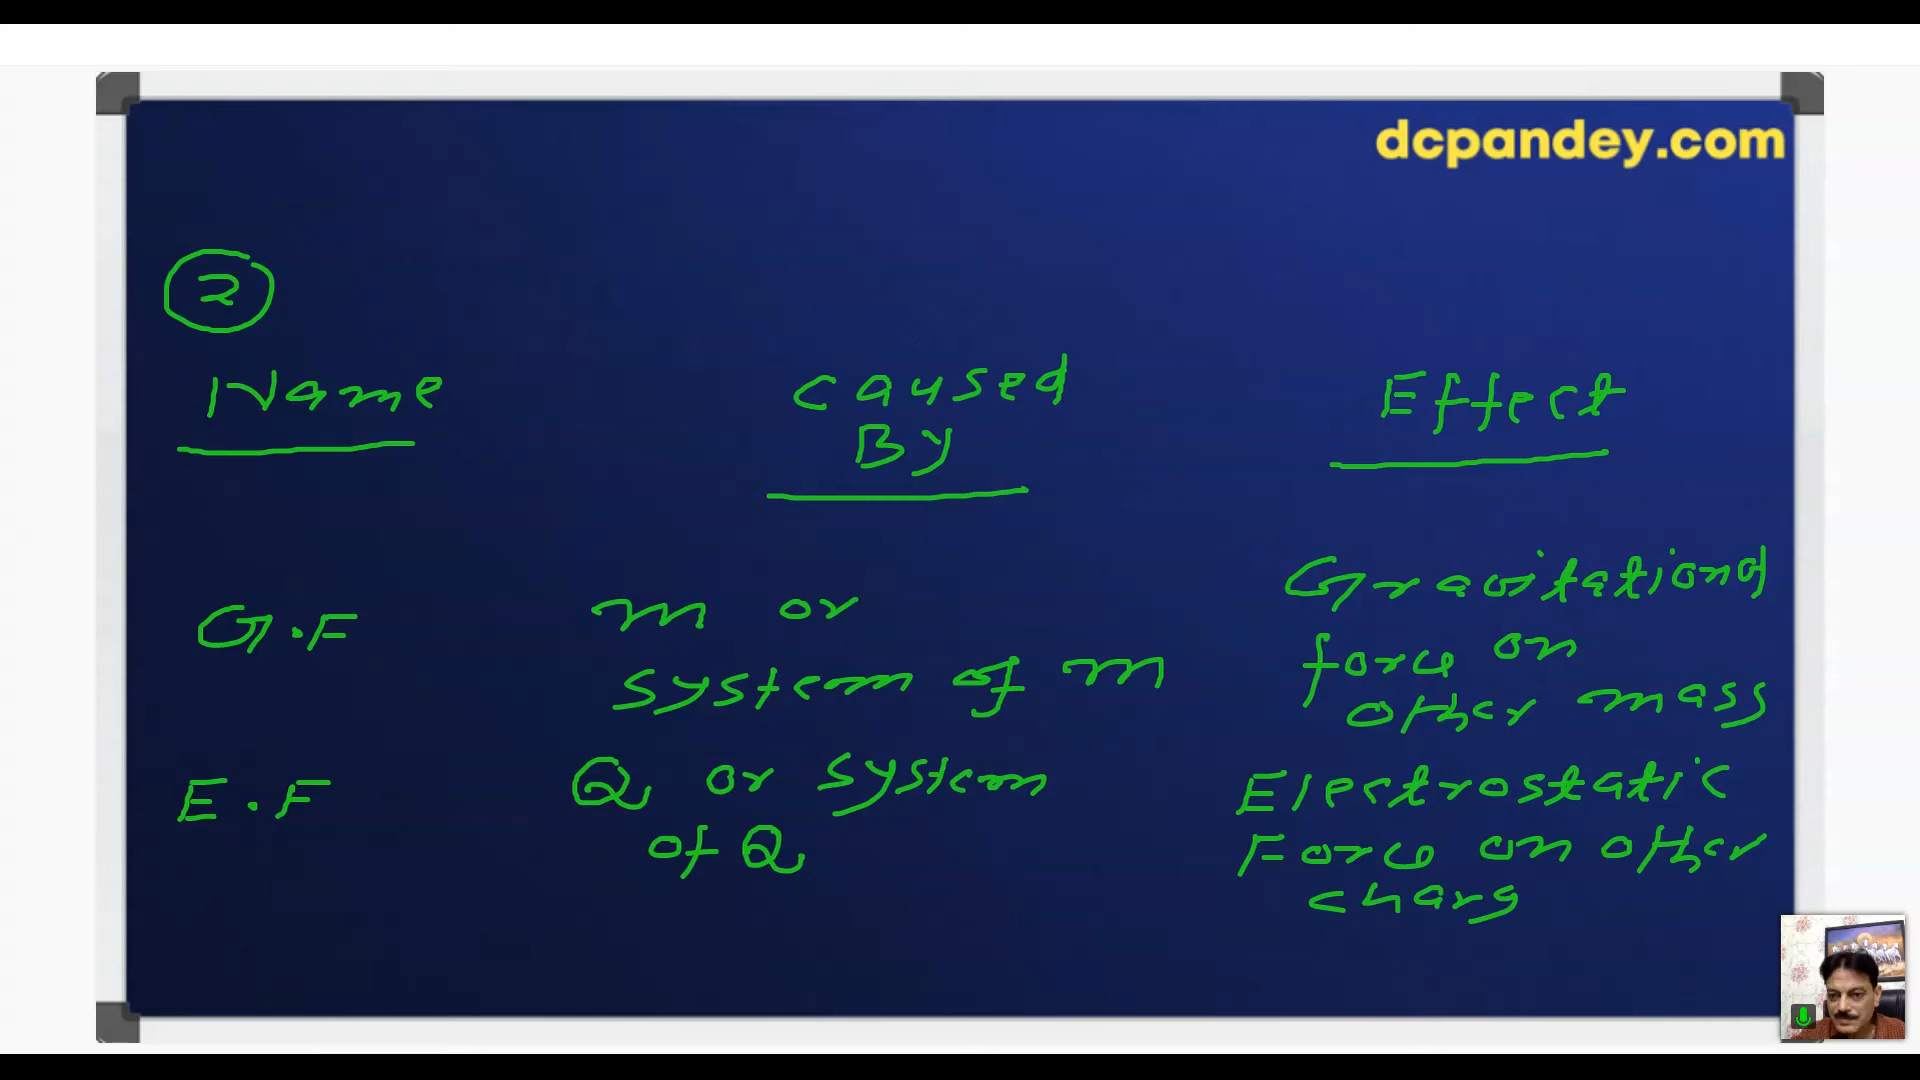 dcpandey.com
2
Name
caused
By
Effect
G.F
m or
system of m
Gravitational
force on
other mass
E.F
Q or system
of Q
Electrostatic
Force on other
charg